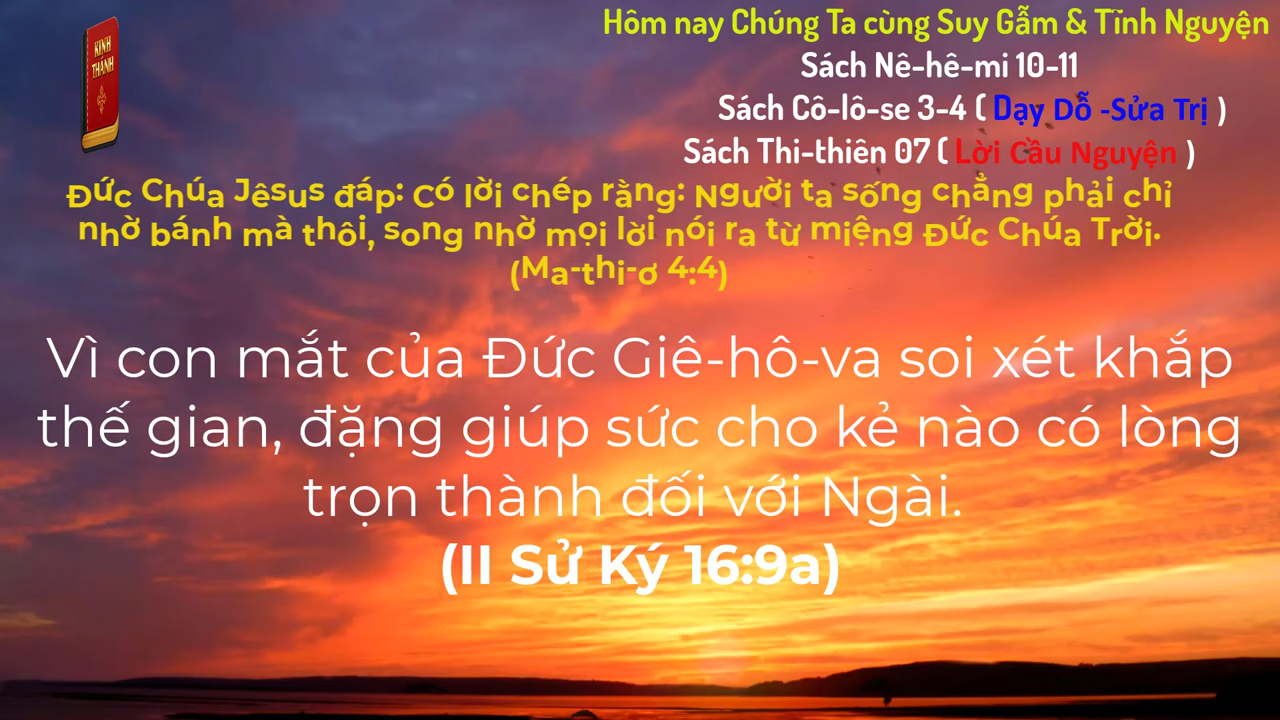 KINH
THÁNH
Hôm nay Chúng Ta cùng Suy Gẫm & Tĩnh Nguyện
Sách Nê-hê-mi 10-11
Sách Cô-lô-se 3-4 ( Dạy Dỗ -Sửa Trị )
Sách Thi-thiên 07 ( Lời Cầu Nguyện )
Đức Chúa Jêsus đáp: Có lời chép rằng: Người ta sống chẳng phải chỉ
nhờ bánh mà thôi, song nhờ mọi lời nói ra từ miệng Đức Chúa Trời.
(Ma-thi-ơ 4:4)
Vì con mắt của Đức Giê-hô-va soi xét khắp
thế gian, đặng giúp sức cho kẻ nào có lòng
trọn thành đối với Ngài.
(II Sử Ký 16:9a)